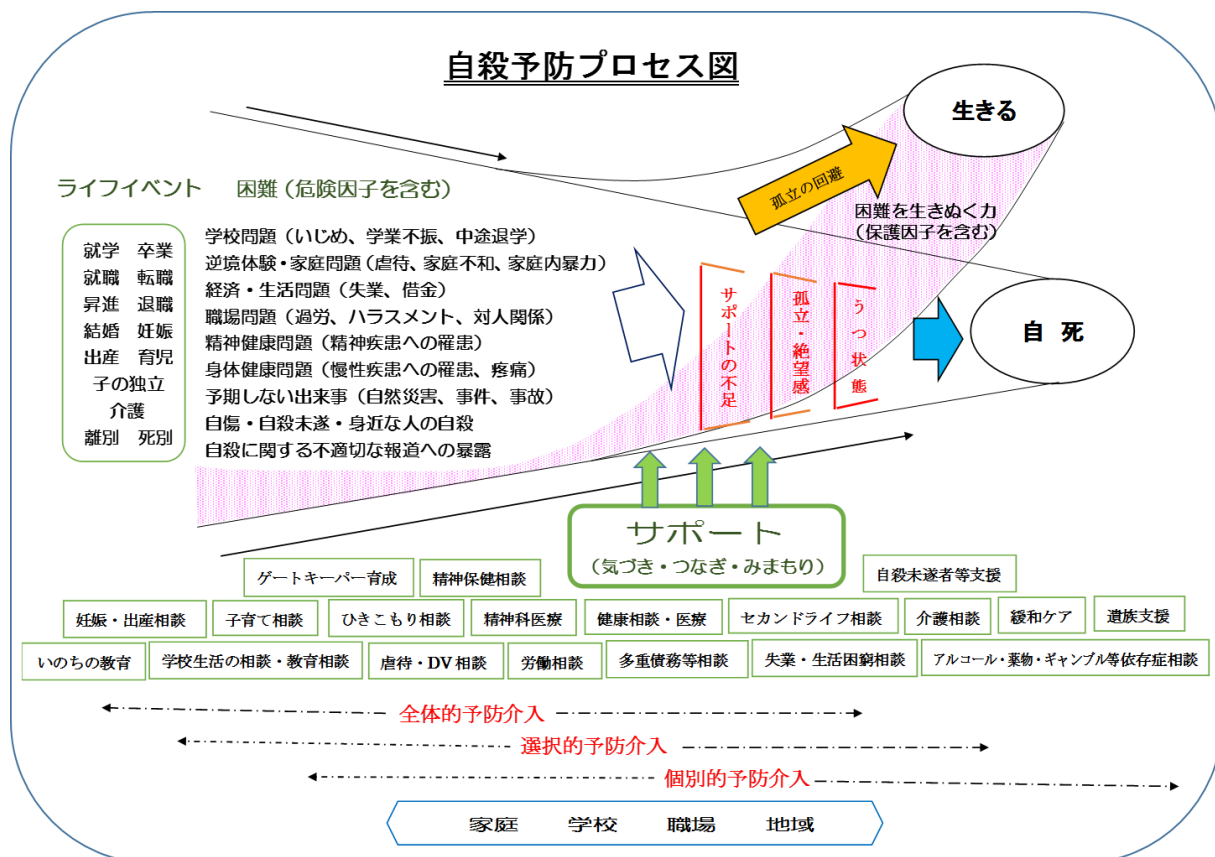 自殺予防プロセス図
生きる
孤立の回避
困難を生きぬく力
(保護因子を含む)
ライフイベント 困難(危険因子を含む)
就学 卒業
就職 転職
昇進 退職
結婚 妊娠
出産 育児
子の独立
介護
離別 死別
学校問題(いじめ、学業不振、中途退学)
逆境体験・家庭問題(虐待、家庭不和、家庭内暴力)
経済・生活問題(失業、借金)
職場問題(過労、ハラスメント、対人関係)
精神健康問題(精神疾患への罹患)
身体健康問題(慢性疾患への罹患、疼痛)
予期しない出来事(自然災害、事件、事故)
自傷・自殺未遂・身近な人の自殺
自殺に関する不適切な報道への暴露
サポートの不足
孤立・絶望感
うつ状態
自 死
サポート
(気づき・つなぎ・みまもり)
ゲートキーパー育成 精神保健相談 自殺未遂者等支援
妊娠・出産相談 子育て相談 ひきこもり相談 精神科医療 健康相談・医療 セカンドライフ相談 介護相談 緩和ケア 遺族支援
いのちの教育 学校生活の相談・教育相談 虐待・DV相談 労働相談 多重債務等相談 失業・生活困窮相談 アルコール・薬物・ギャンブル等依存症相談
全体的予防介入
選択的予防介入
個別的予防介入
家庭 学校 職場 地域